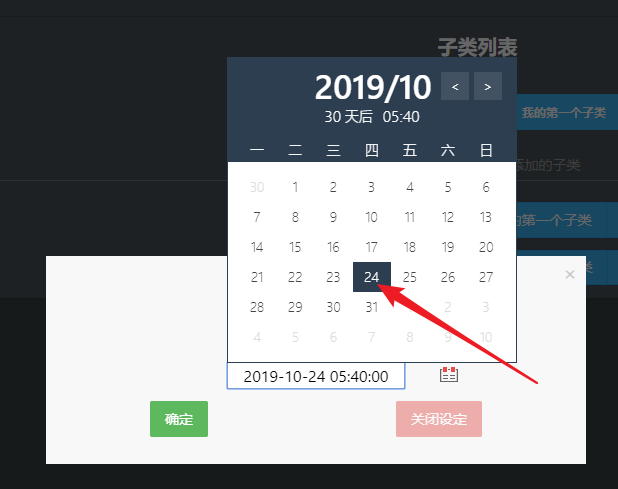 子类列表
2019/10 < >
30 天后 05:40
我的第一个子类
一 二 三 四 五 六 日
添加的子类
30 1 2 3 4 5 6
7 8 9 10 11 12 13
的第一个子类
14 15 16 17 18 19 20
类
21 22 23 24 25 26 27
×
28 29 30 31 2 3
4 5 6 7 8 9 10
2019-10-24 05:40:00
确定 关闭设定